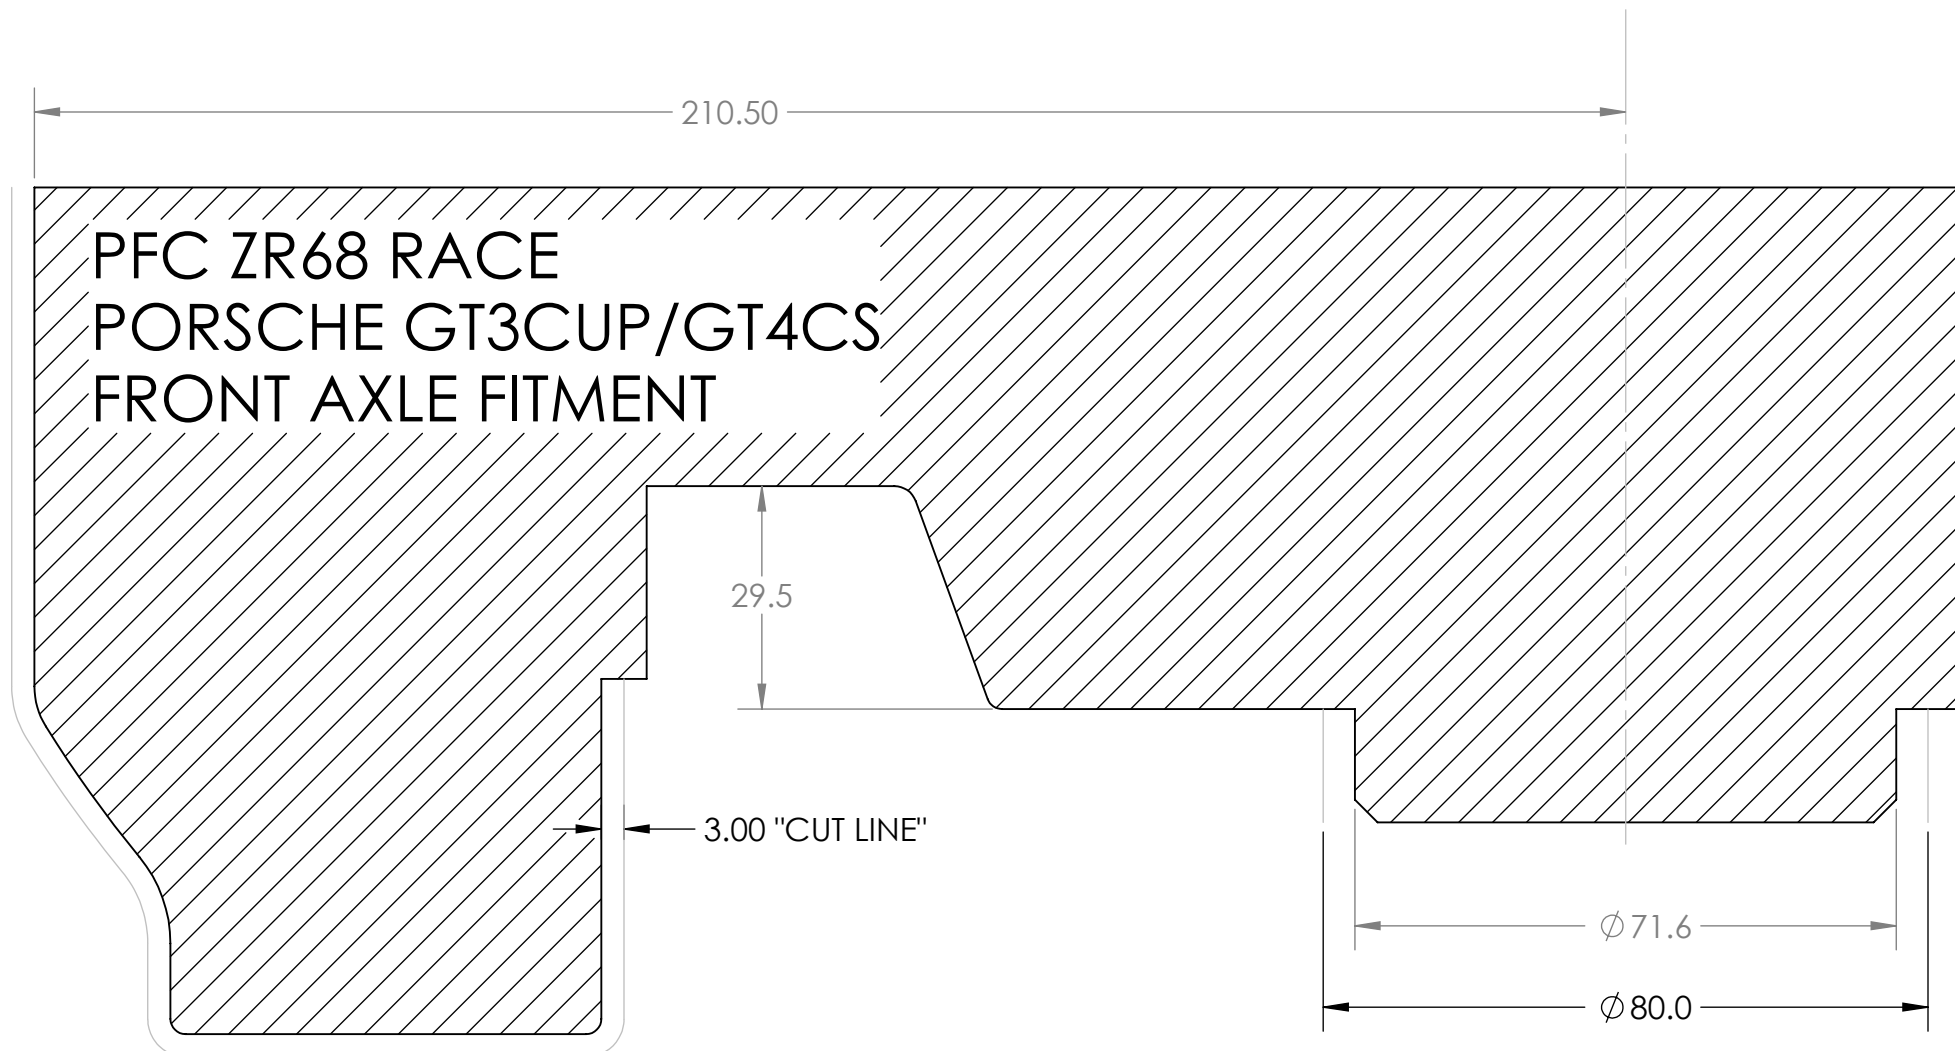 210.50
PFC ZR68 RACE
PORSCHE GT3CUP/GT4CS
FRONT AXLE FITMENT
29.5
3.00 "CUT LINE"
∅71.6
∅80.0